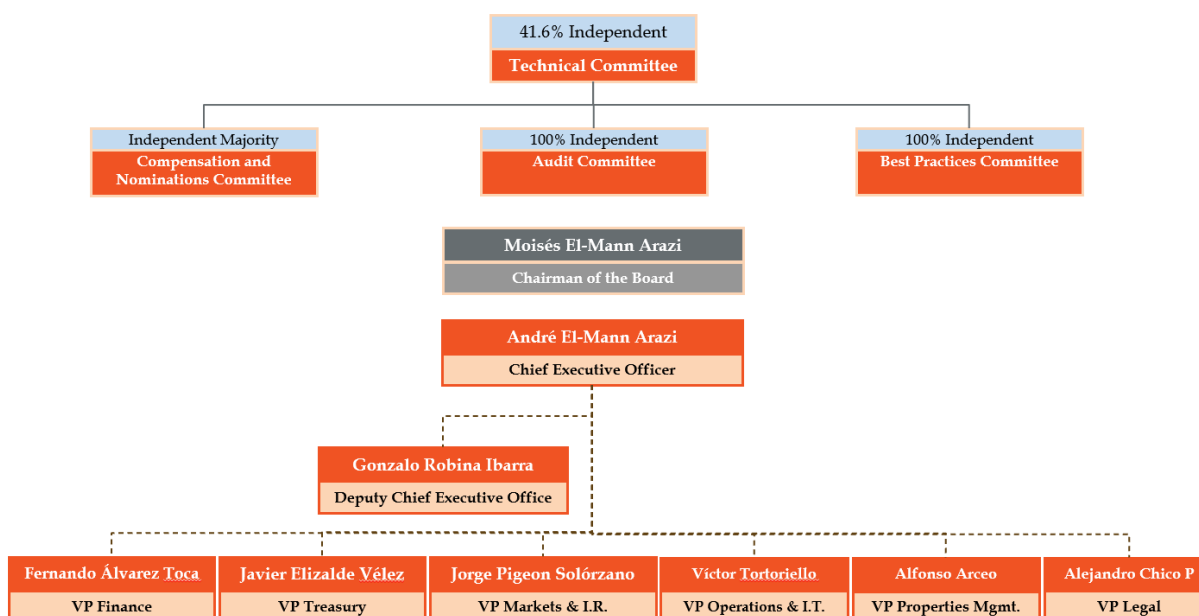 41.6% Independent
Technical Committee
Independent Majority
Compensation and
Nominations Committee
100% Independent
Audit Committee
100% Independent
Best Practices Committee
Moisés El-Mann Arazi
Chairman of the Board
André El-Mann Arazi
Chief Executive Officer
Gonzalo Robina Ibarra
Deputy Chief Executive Office
Fernando Álvarez Toca
VP Finance
Javier Elizalde Vélez
VP Treasury
Jorge Pigeon Solórzano
VP Markets & I.R.
Víctor Tortoriello
VP Operations & I.T.
Alfonso Arceo
VP Properties Mgmt.
Alejandro Chico P
VP Legal